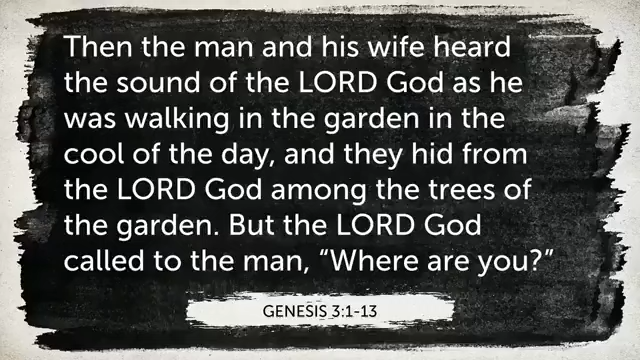 Then the man and his wife heard
the sound of the LORD God as he
was walking in the garden in the
cool of the day, and they hid from
the LORD God among the trees of
the garden. But the LORD God
called to the man, “Where are you?”
GENESIS 3:1-13